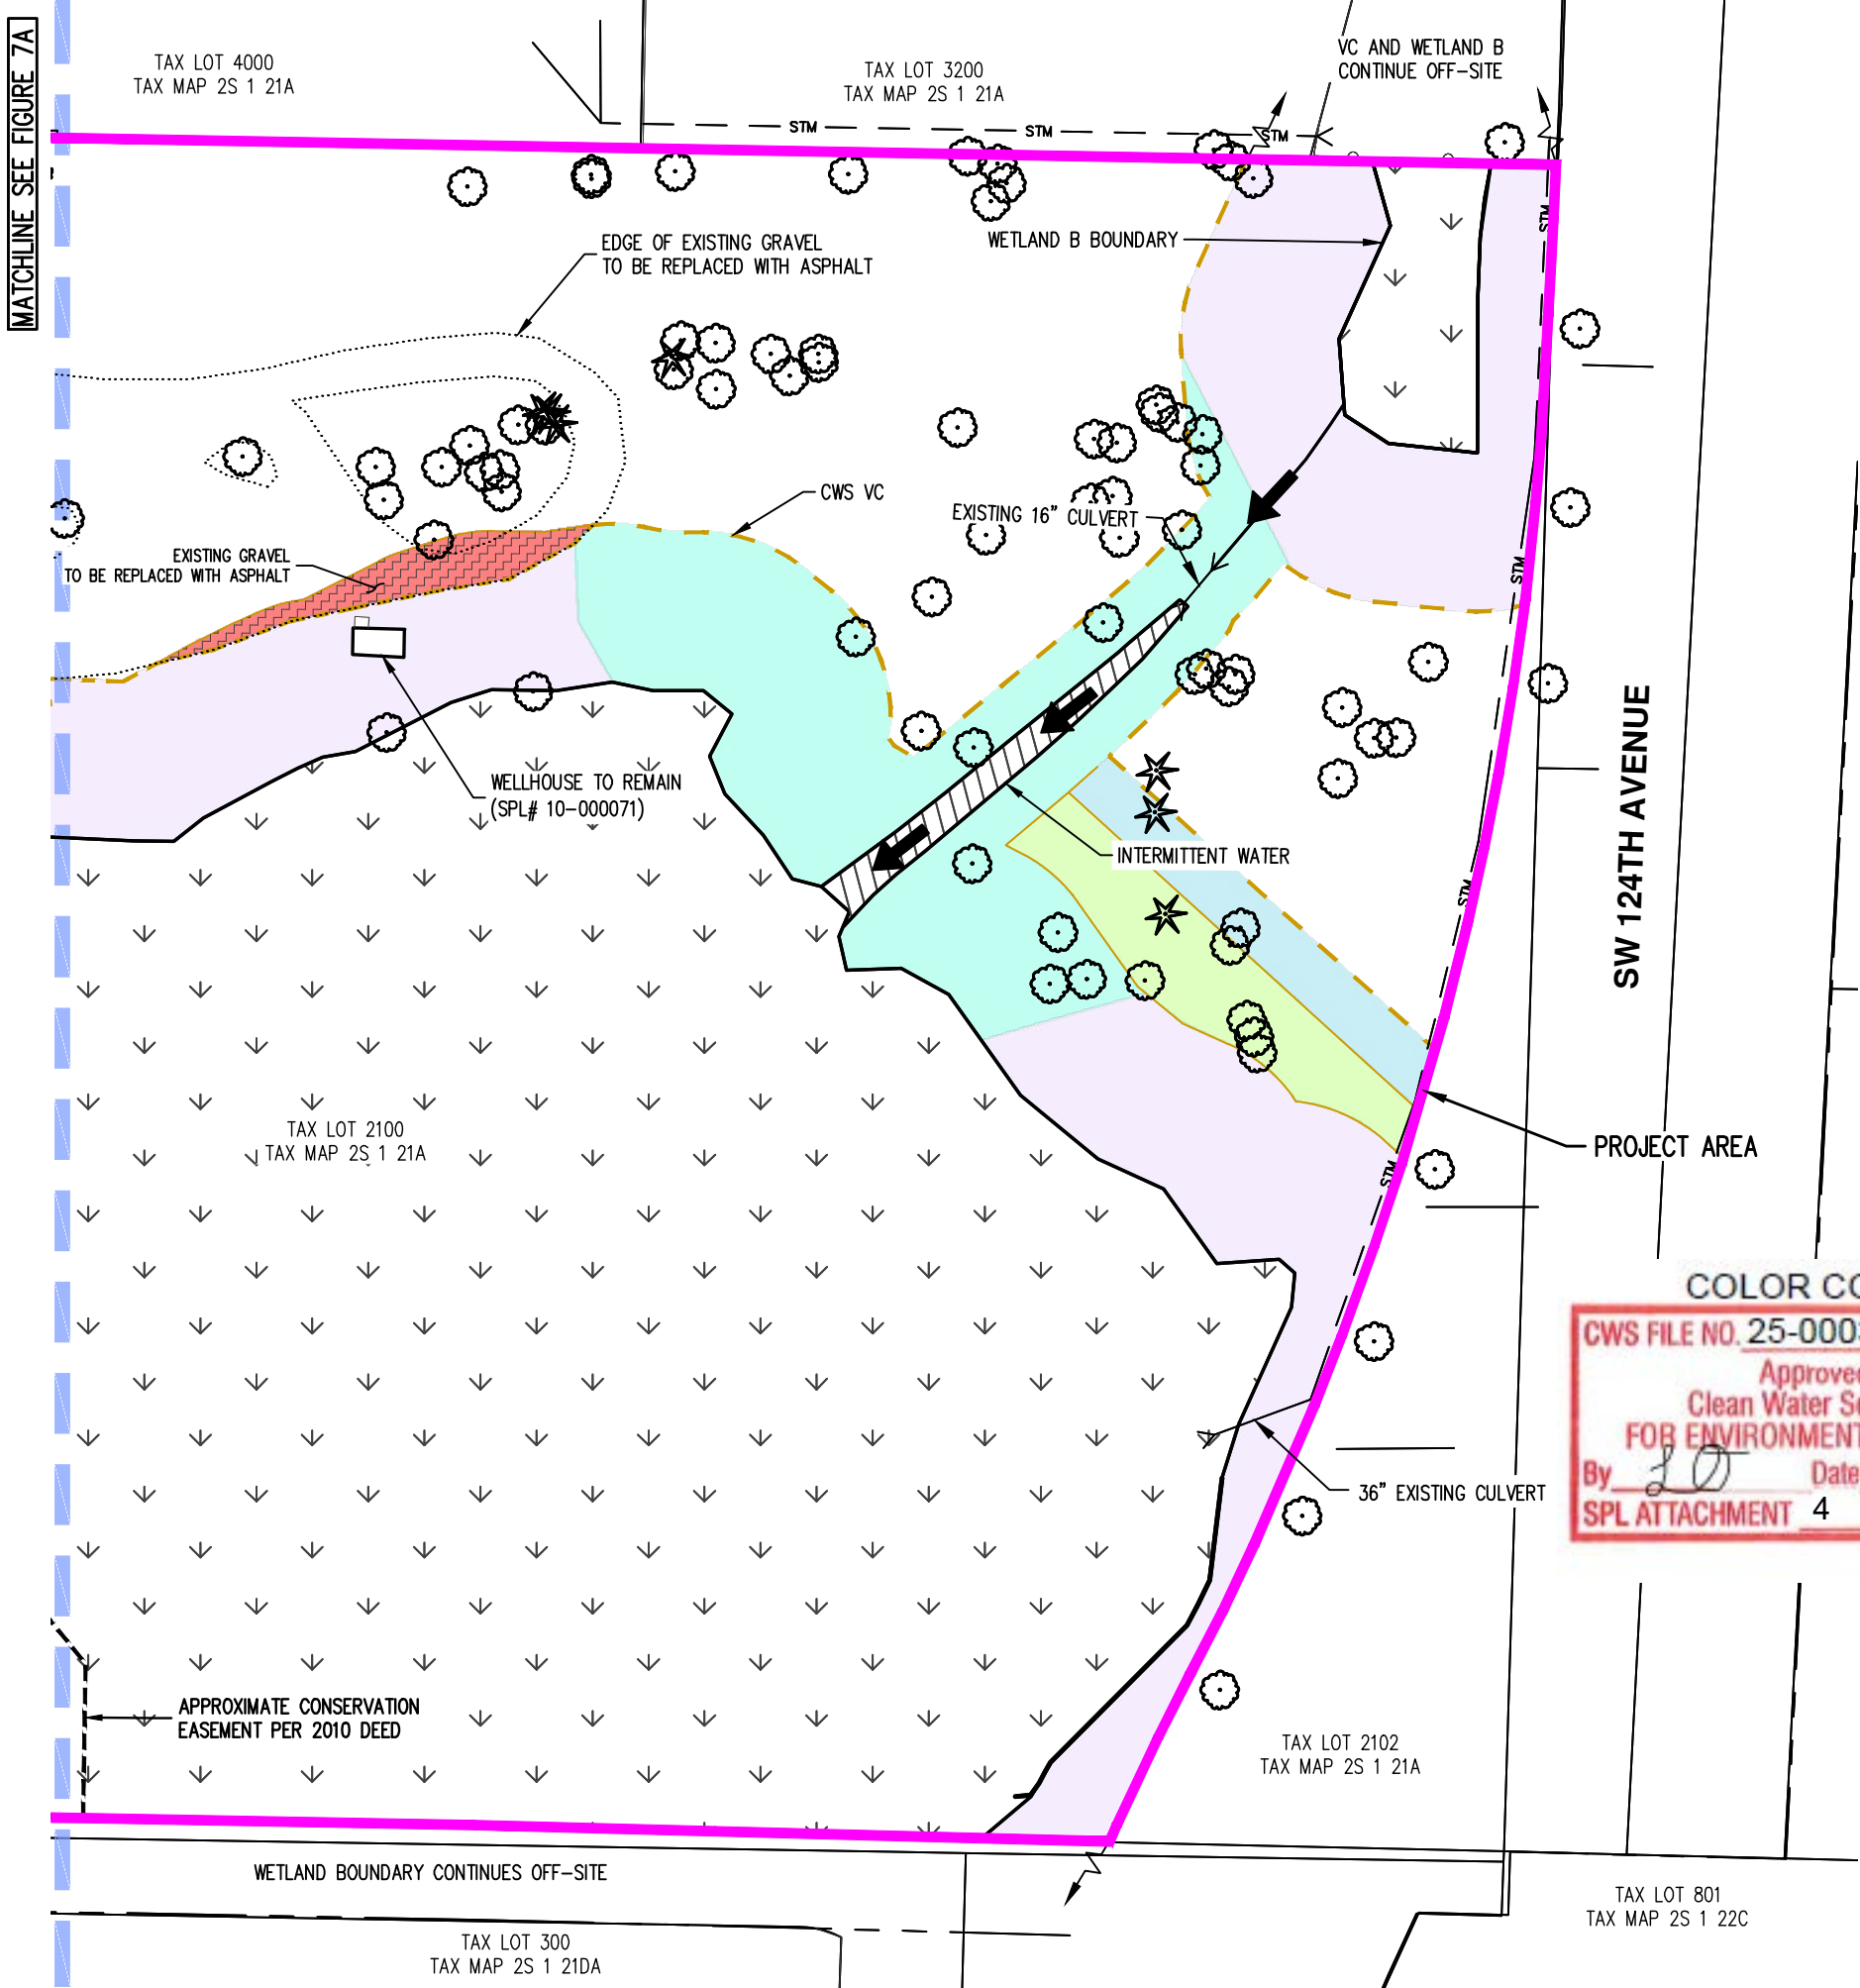 MATCHLINE SEE FIGURE 7A
TAX LOT 4000
TAX MAP 2S 1 21A
TAX LOT 3200
TAX MAP 2S 1 21A
VC AND WETLAND B
CONTINUE OFF-SITE
STM
STM
STM
STM
WETLAND B BOUNDARY
EDGE OF EXISTING GRAVEL
TO BE REPLACED WITH ASPHALT
CWS VC
EXISTING 16" CULVERT
EXISTING GRAVEL
TO BE REPLACED WITH ASPHALT
STM
WELLHOUSE TO REMAIN
(SPL# 10-000071)
SW 124TH AVENUE
INTERMITTENT WATER
STM
TAX LOT 2100
TAX MAP 2S 1 21A
PROJECT AREA
STM
COLOR CO
CWS FILE NO. 25-000
Approved
Clean Water Se
FOR ENVIRONMENT
By Date
SPL ATTACHMENT 4
36" EXISTING CULVERT
APPROXIMATE CONSERVATION
EASEMENT PER 2010 DEED
TAX LOT 2102
TAX MAP 2S 1 21A
WETLAND BOUNDARY CONTINUES OFF-SITE
TAX LOT 801
TAX MAP 2S 1 22C
TAX LOT 300
TAX MAP 2S 1 21DA